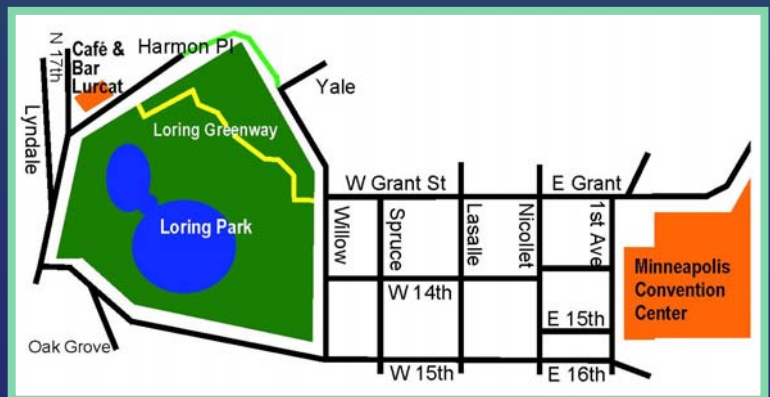 N 17th
Café &
Bar
Lurcat
Harmon Pl
Yale
Lyndale
Loring Greenway
W Grant St
E Grant
Willow
Spruce
Lasalle
Nicollet
1st Ave
Loring Park
Minneapolis
Convention
Center
W 14th
E 15th
Oak Grove
W 15th
E 16th